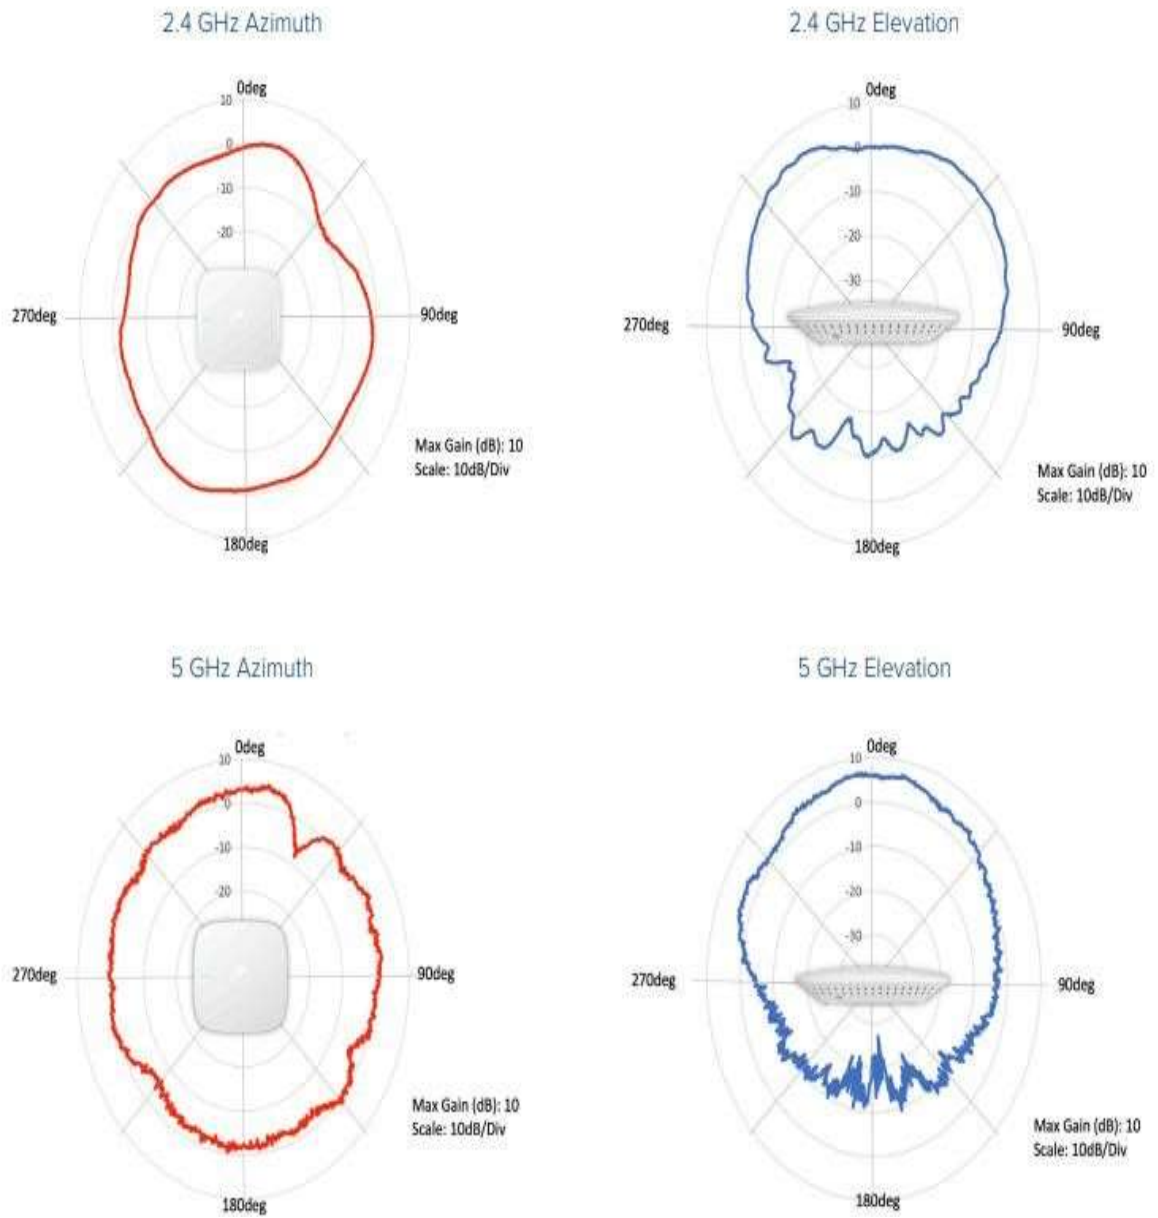 2.4 GHz Azimuth
0deg
10
0
-10
-20
270deg
90deg
Max Gain (dB): 10
Scale: 10dB/Div
180deg
2.4 GHz Elevation
0deg
10
0
-10
-20
-30
270deg
90deg
Max Gain (dB): 10
Scale: 10dB/Div
180deg
5 GHz Azimuth
0deg
10
0
-10
-20
270deg
90deg
Max Gain (dB): 10
Scale: 10dB/Div
180deg
5 GHz Elevation
0deg
10
0
-10
-20
-30
270deg
90deg
Max Gain (dB): 10
Scale: 10dB/Div
180deg